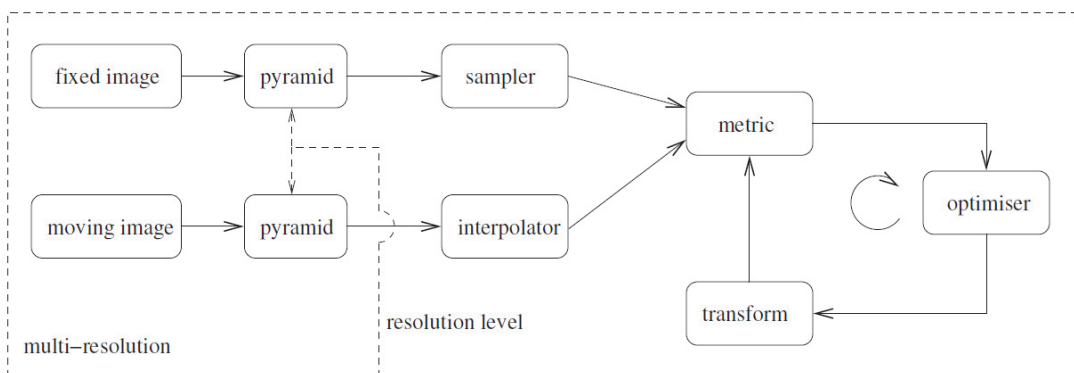 fixed image
pyramid
sampler
metric
optimiser
moving image
pyramid
interpolator
transform
resolution level
multi−resolution